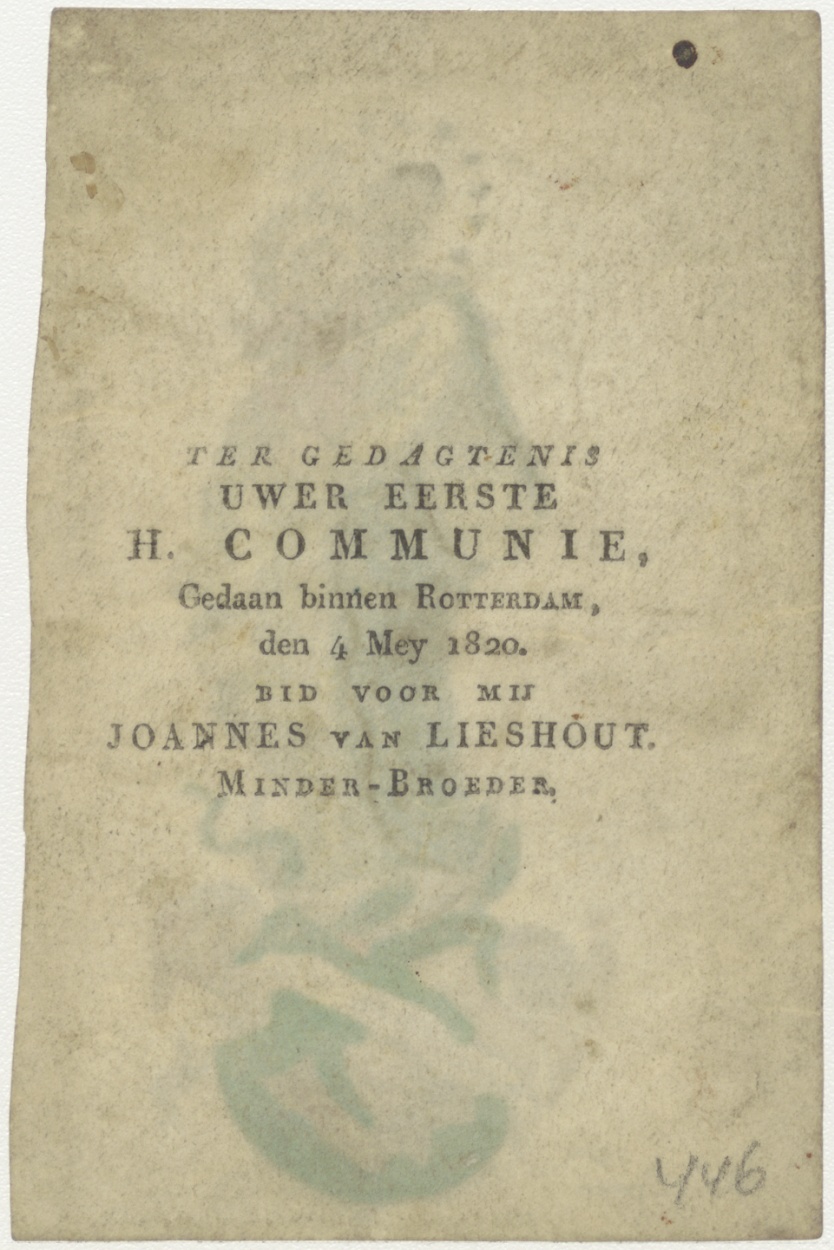 TER GEDAGTENIS
UWER EERSTE
H. COMMUNIE,
Gedaan binnen ROTTERDAM,
den 4 Mey 1820.
BID VOOR MIJ
JOANNES VAN LIESHOUT.
MINDER-BROEDER,
446